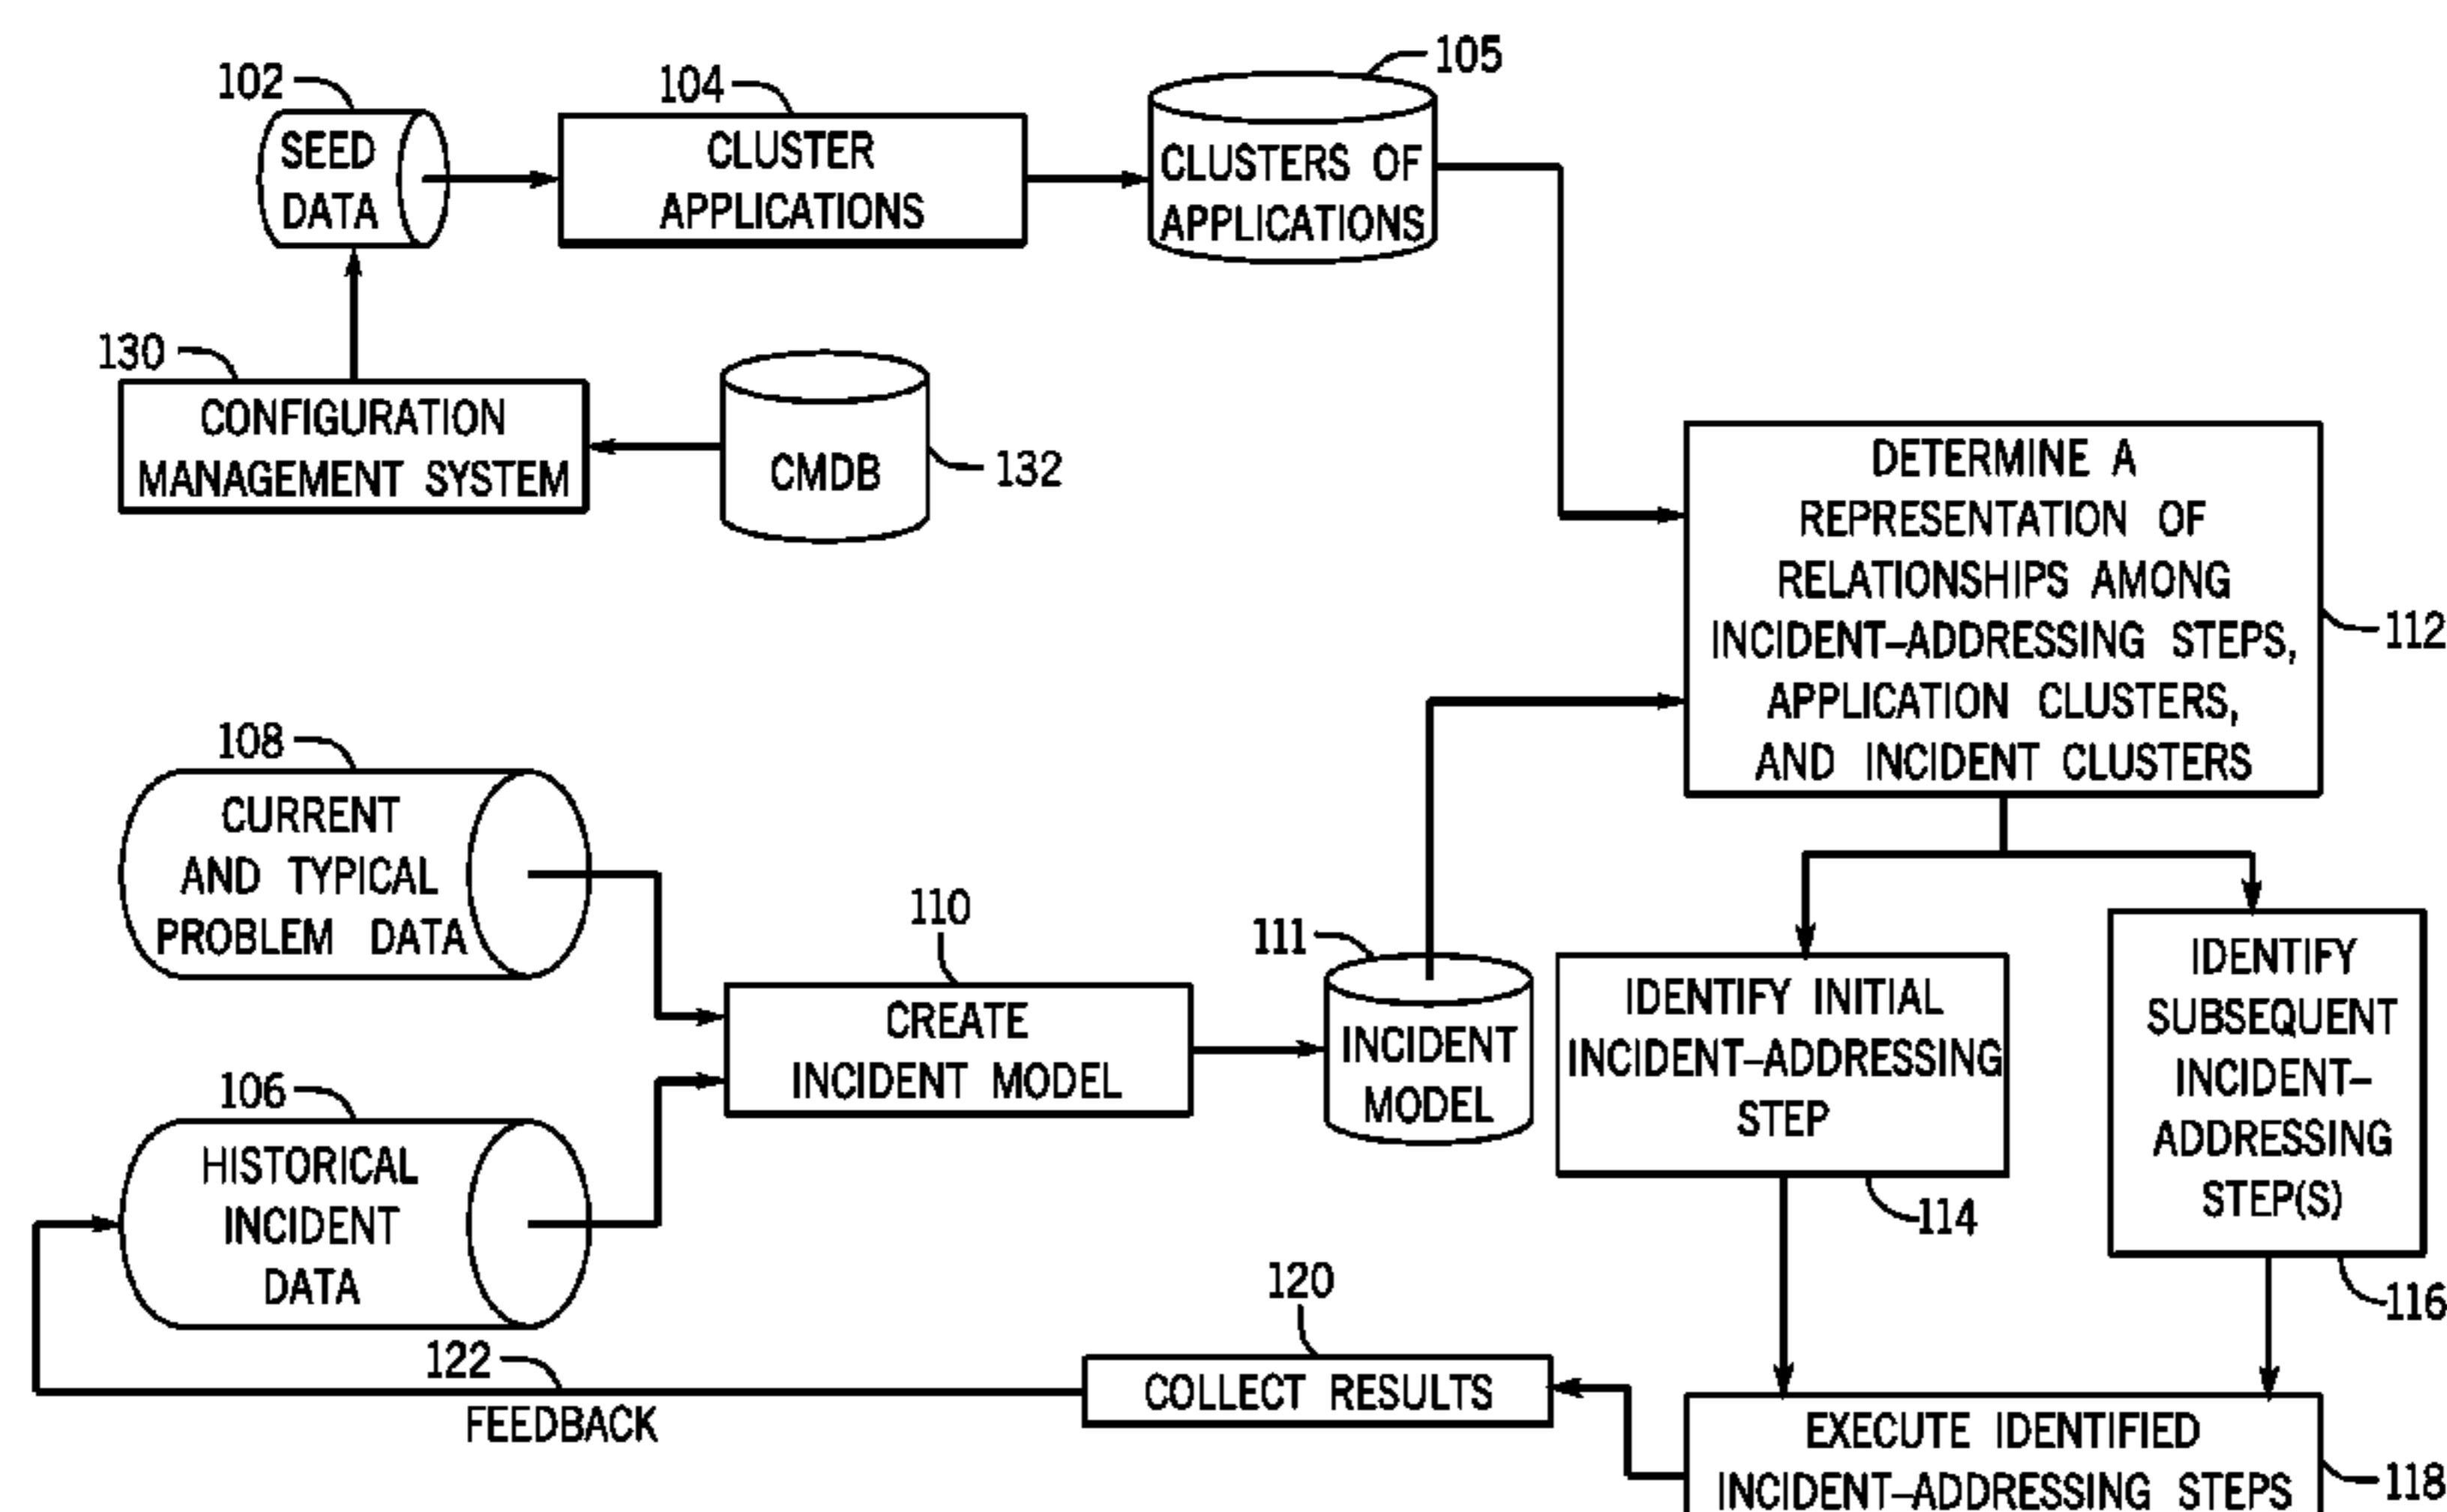 102
SEED
DATA
104
CLUSTER
APPLICATIONS
105
CLUSTERS OF
APPLICATIONS
130
CONFIGURATION
MANAGEMENT SYSTEM
CMDB
132
DETERMINE A
REPRESENTATION OF
RELATIONSHIPS AMONG
INCIDENT–ADDRESSING STEPS,
APPLICATION CLUSTERS,
AND INCIDENT CLUSTERS
112
108
CURRENT
AND TYPICAL
PROBLEM DATA
110
CREATE
INCIDENT MODEL
111
INCIDENT
MODEL
IDENTIFY INITIAL
INCIDENT–ADDRESSING
STEP
114
IDENTIFY
SUBSEQUENT
INCIDENT–
ADDRESSING
STEP(S)
116
106
HISTORICAL
INCIDENT
DATA
120
COLLECT RESULTS
122
FEEDBACK
EXECUTE IDENTIFIED
INCIDENT–ADDRESSING STEPS
118